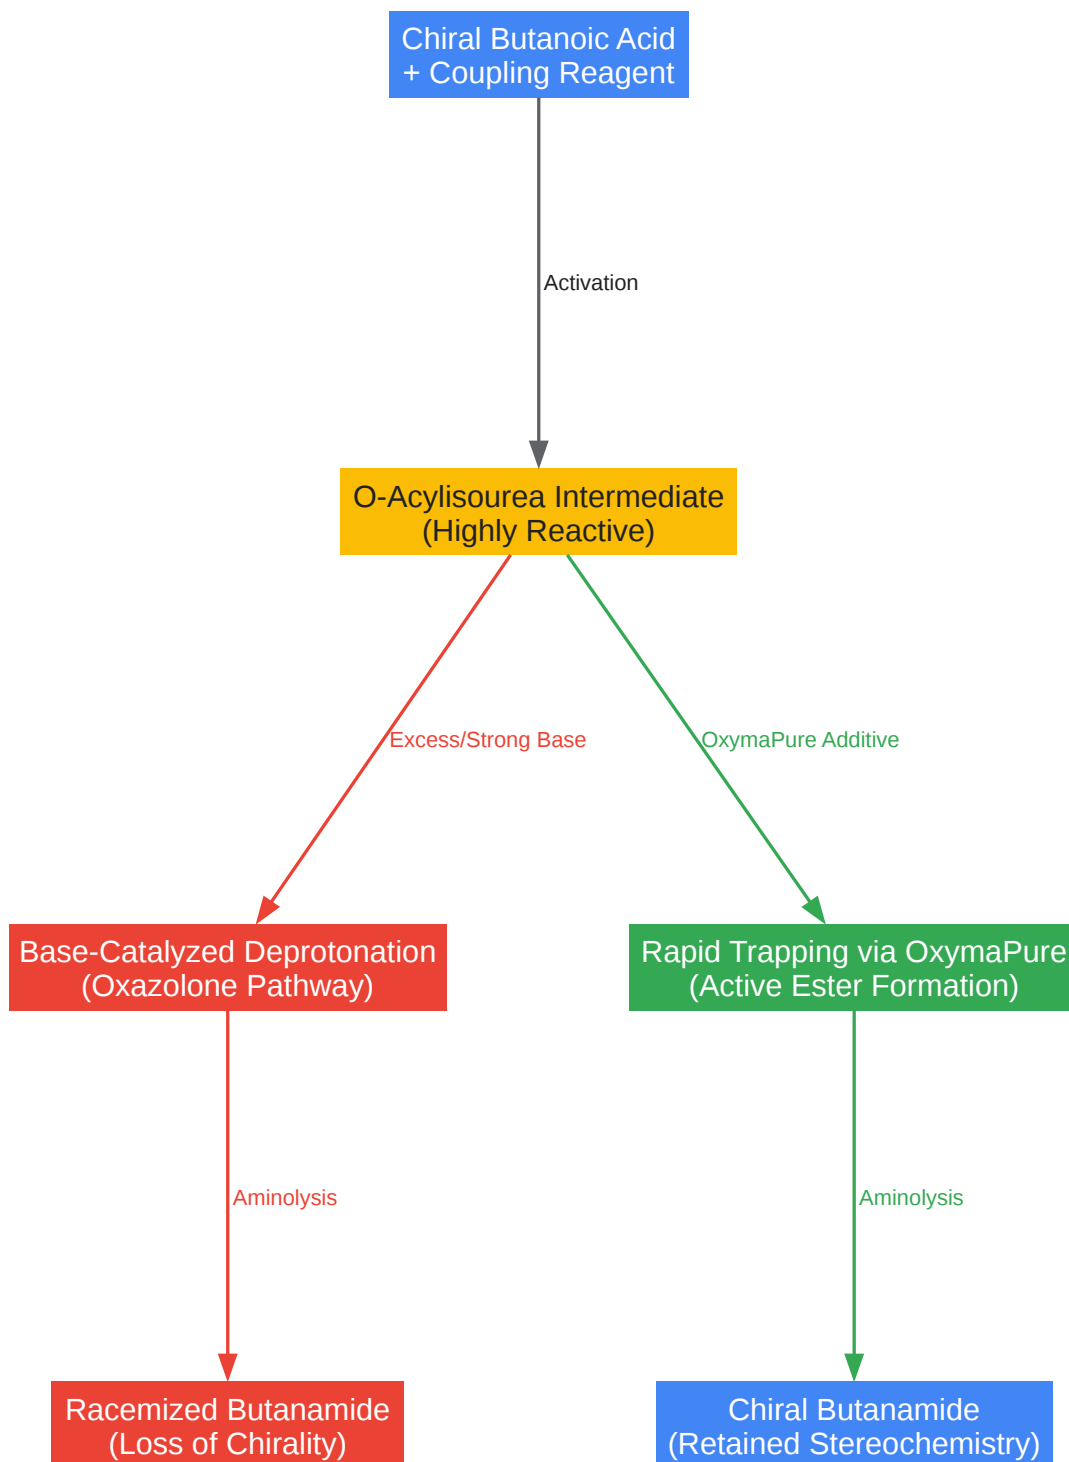 Chiral Butanoic Acid
+ Coupling Reagent
Activation
O-Acylisourea Intermediate
(Highly Reactive)
Excess/Strong Base
OxymaPure Additive
Base-Catalyzed Deprotonation
(Oxazolone Pathway)
Rapid Trapping via OxymaPure
(Active Ester Formation)
Aminolysis
Aminolysis
Racemized Butanamide
(Loss of Chirality)
Chiral Butanamide
(Retained Stereochemistry)